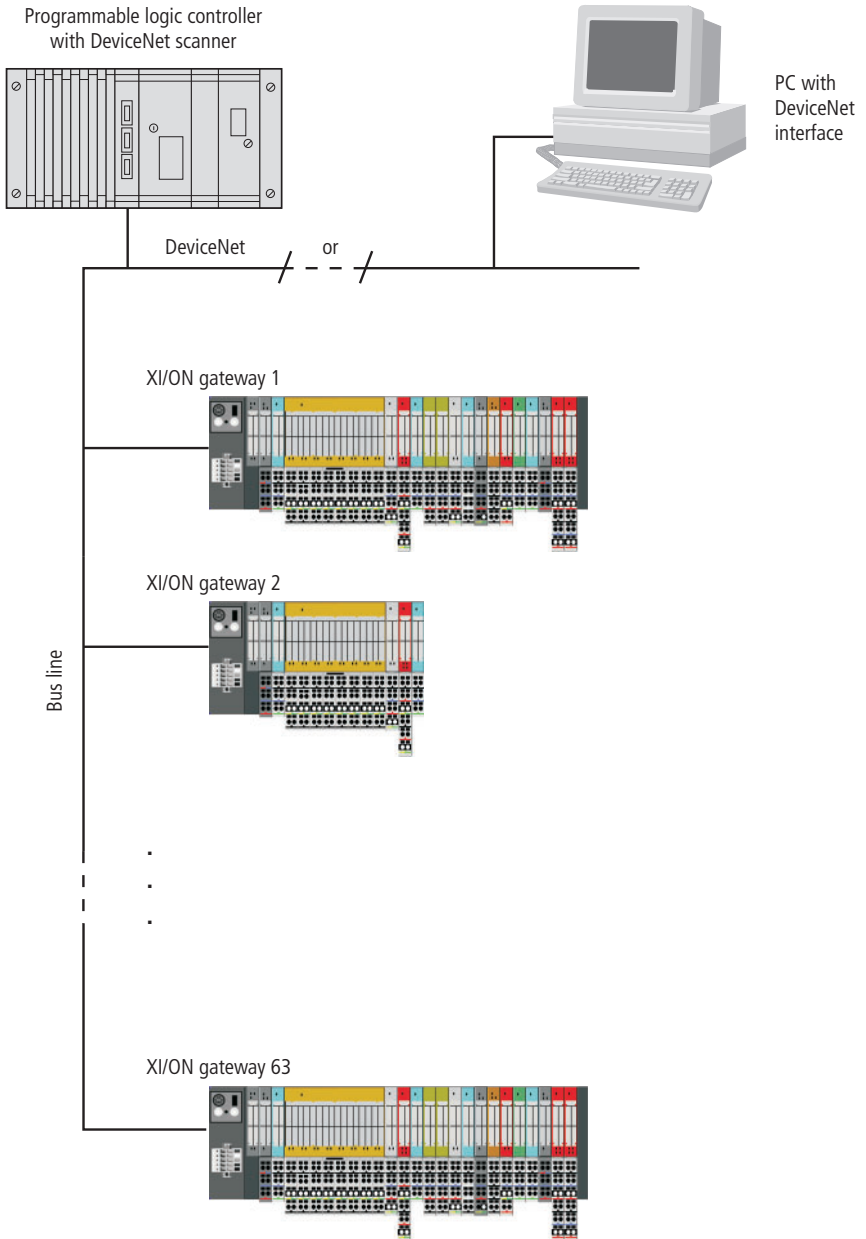 Programmable logic controller
with DeviceNet scanner
PC with
DeviceNet
interface
DeviceNet
or
XI/ON gateway 1
XI/ON gateway 2
Bus line
.
.
.
XI/ON gateway 63